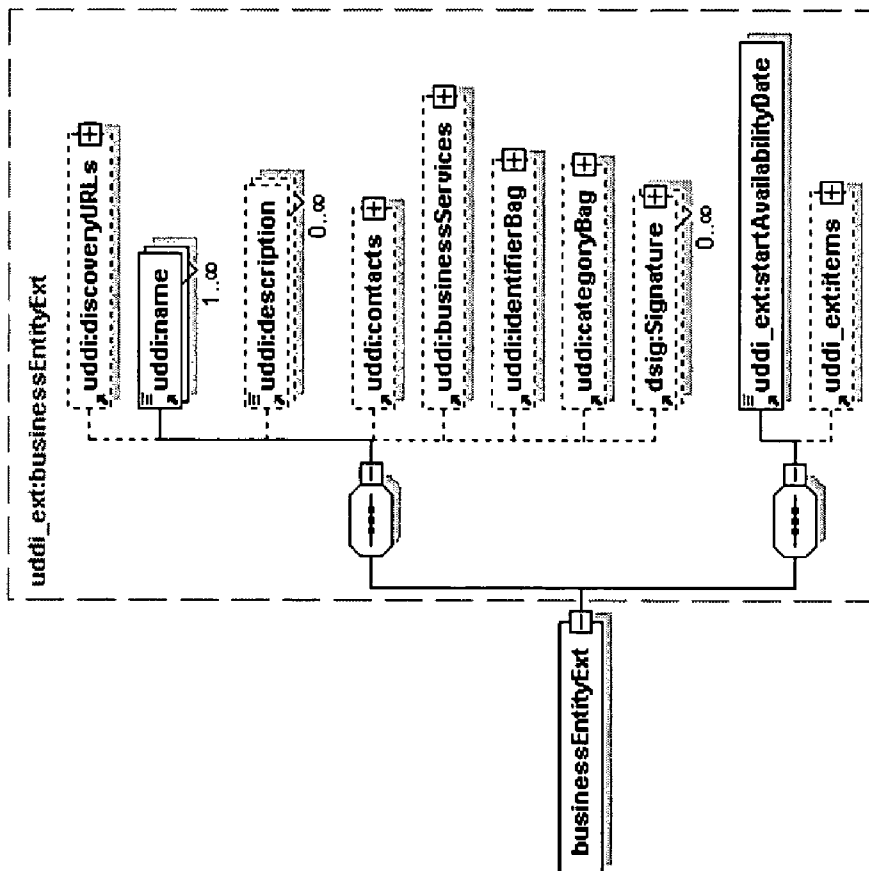 uddi_ext:businessEntityExt
uddi:discoveryURLs
uddi:name
1..∞
uddi:description
0..∞
uddi:contacts
uddi:businessServices
uddi:identifierBag
uddi:categoryBag
dsig:Signature
0..∞
uddi_ext:startAvailabilityDate
uddi_ext:items
businessEntityExt